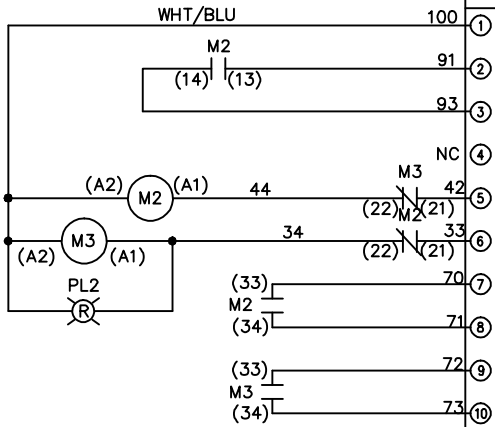 WHT/BLU 100 1
M2 91 2
(14) (13)
93 3
NC 4
M3
(A2) M2 (A1) 44 42 5
(22) (21)
M2
M3 34 33 6
(A2) (A1) (22) (21)
PL2
R
(33) 70 7
M2
(34) 71 8
(33) 72 9
M3
(34) 73 10